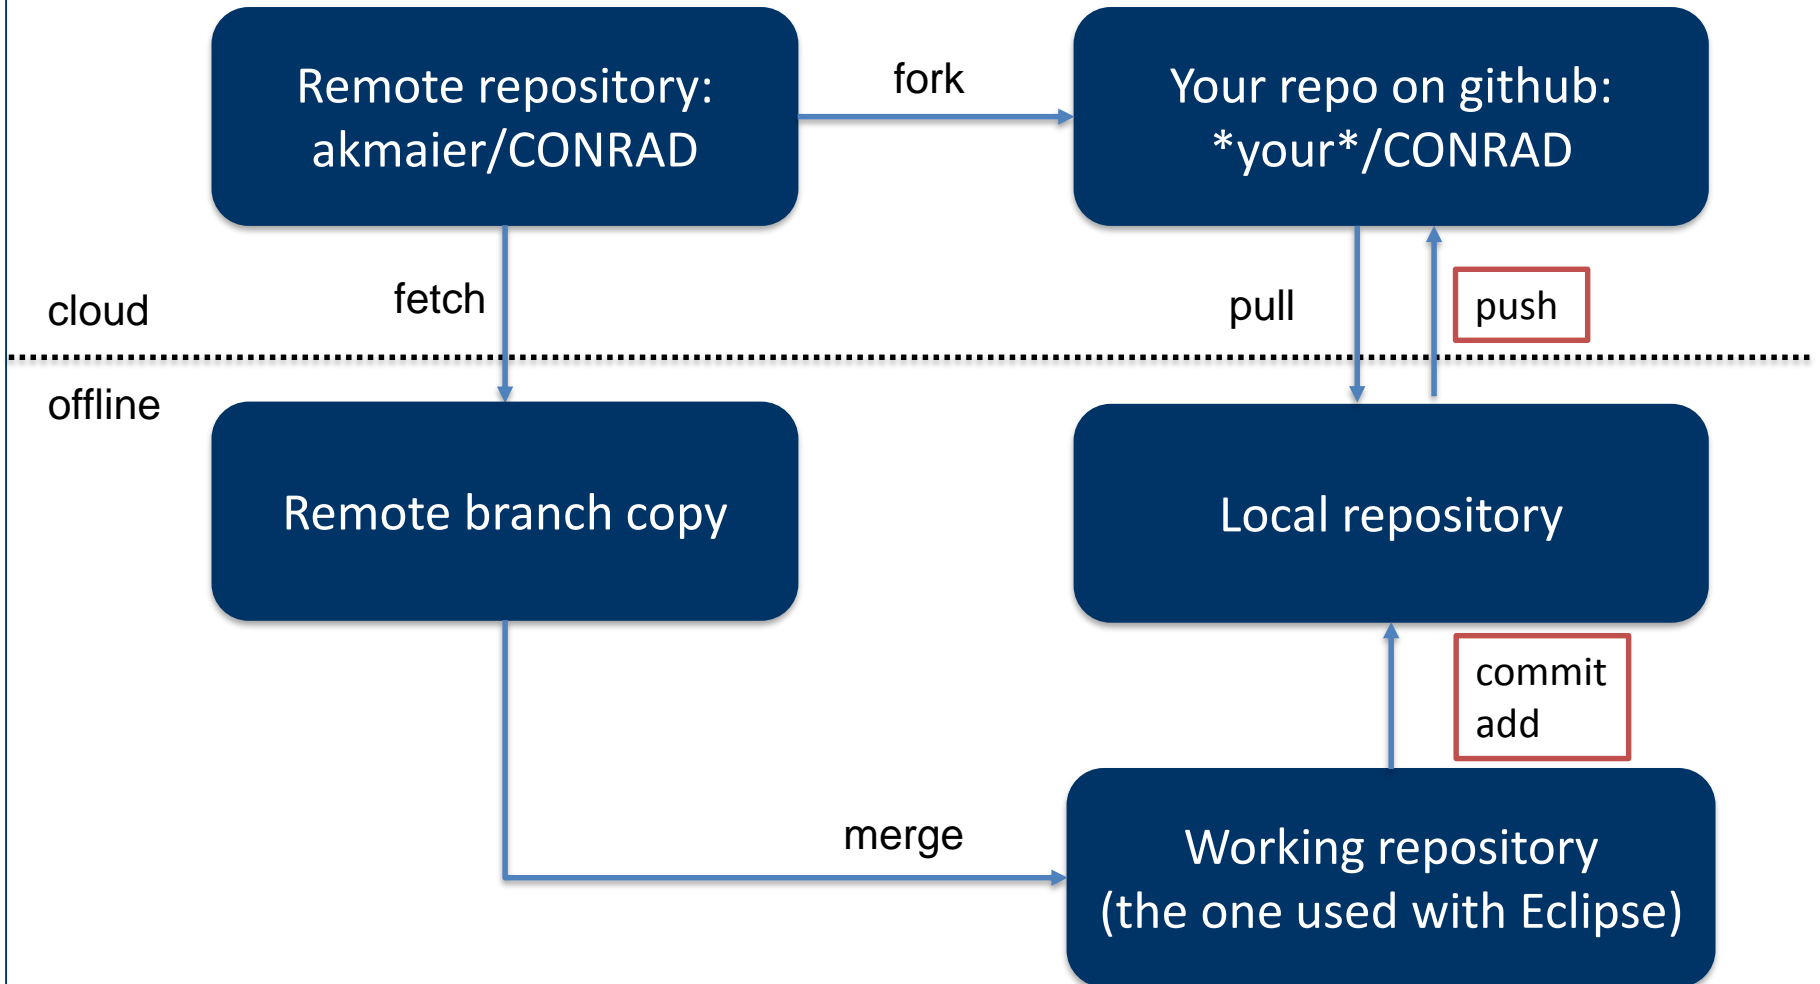 Remote repository:
akmaier/CONRAD
fork
Your repo on github:
*your*/CONRAD
cloud
fetch
pull
push
offline
Remote branch copy
Local repository
commit
add
merge
Working repository
(the one used with Eclipse)